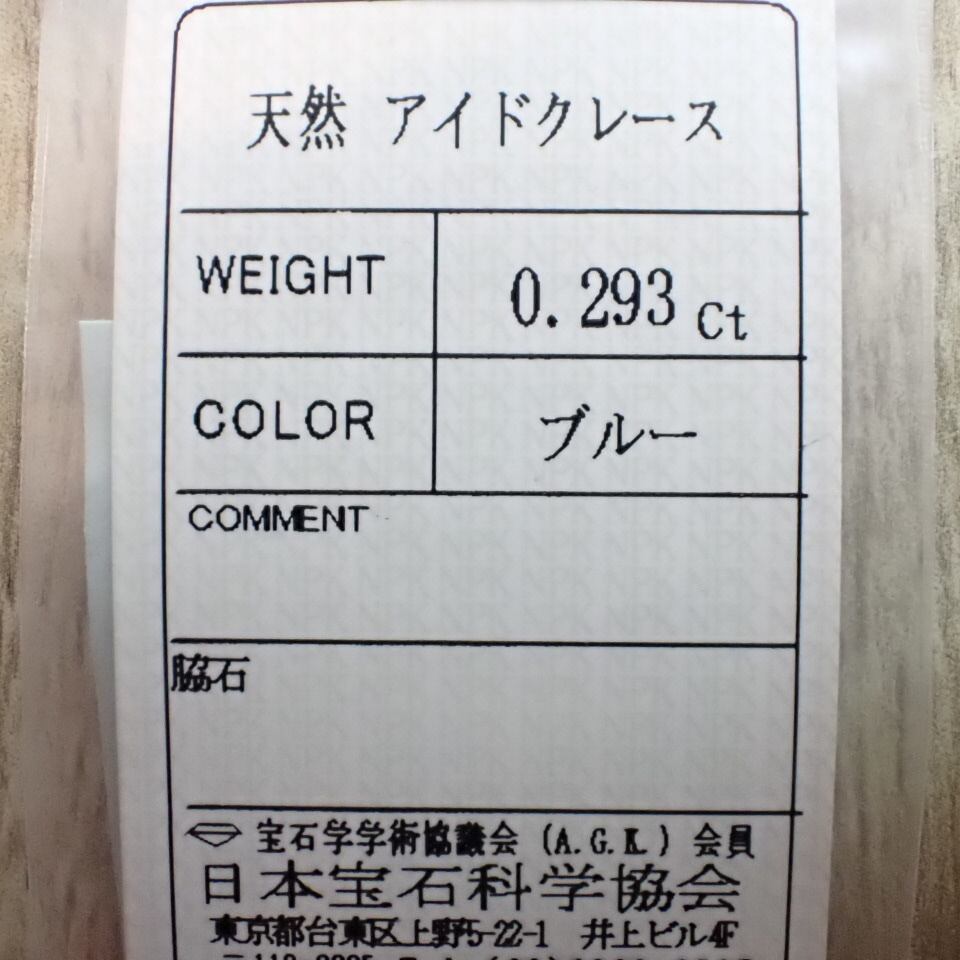 天然 アイドクレース
WEIGHT 0.293 Ct
COLOR ブルー
COMMENT
脇石
宝石学学術協議会 (A.G.K.) 会員
日本宝石科学協会
東京都台東区上野5-22-1 井上ビル4F